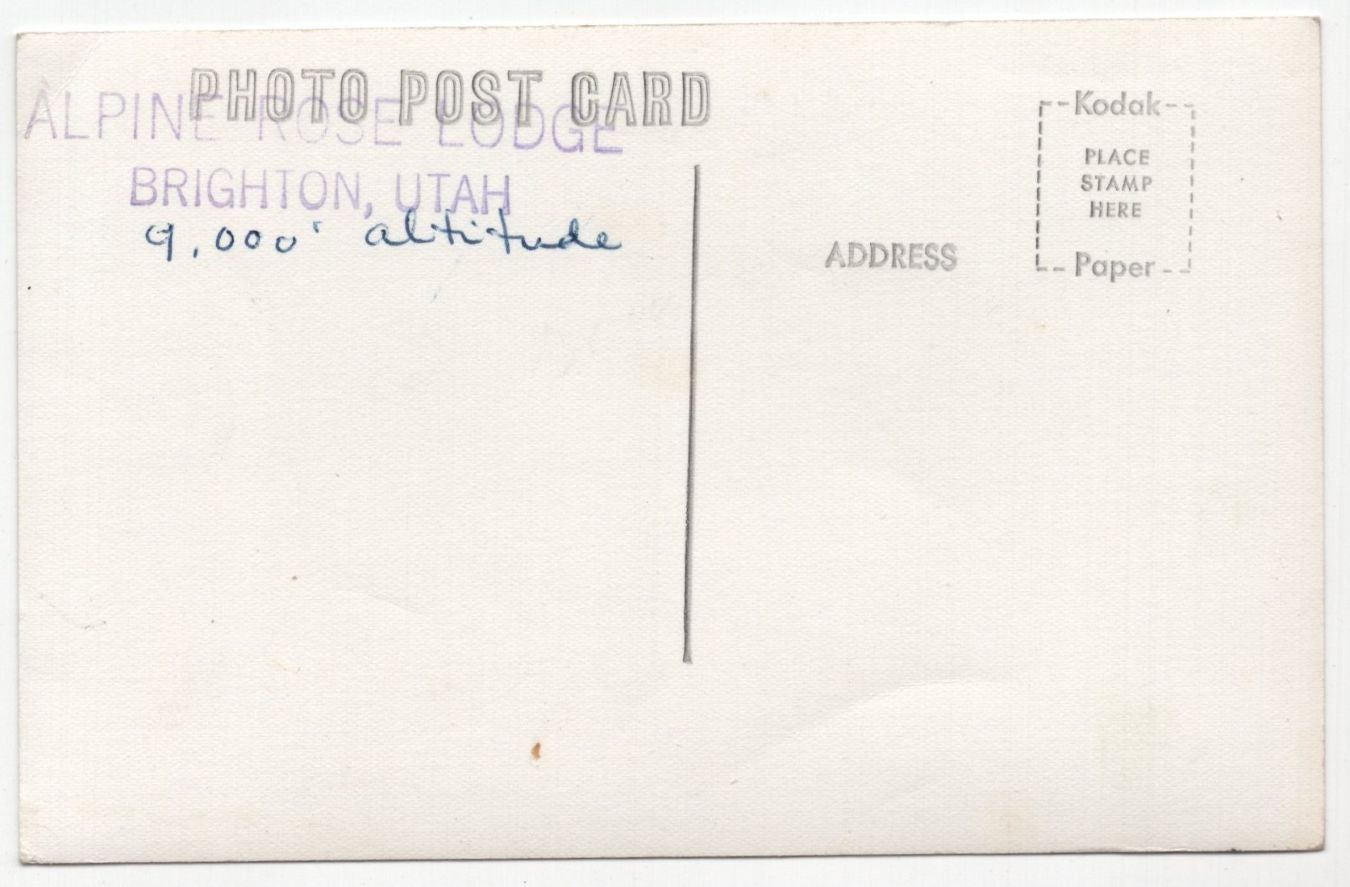 PHOTO POST CARD
ALPINE ROSE LODGE
BRIGHTON, UTAH
9,000' altitude
ADDRESS
Kodak
PLACE
STAMP
HERE
Paper